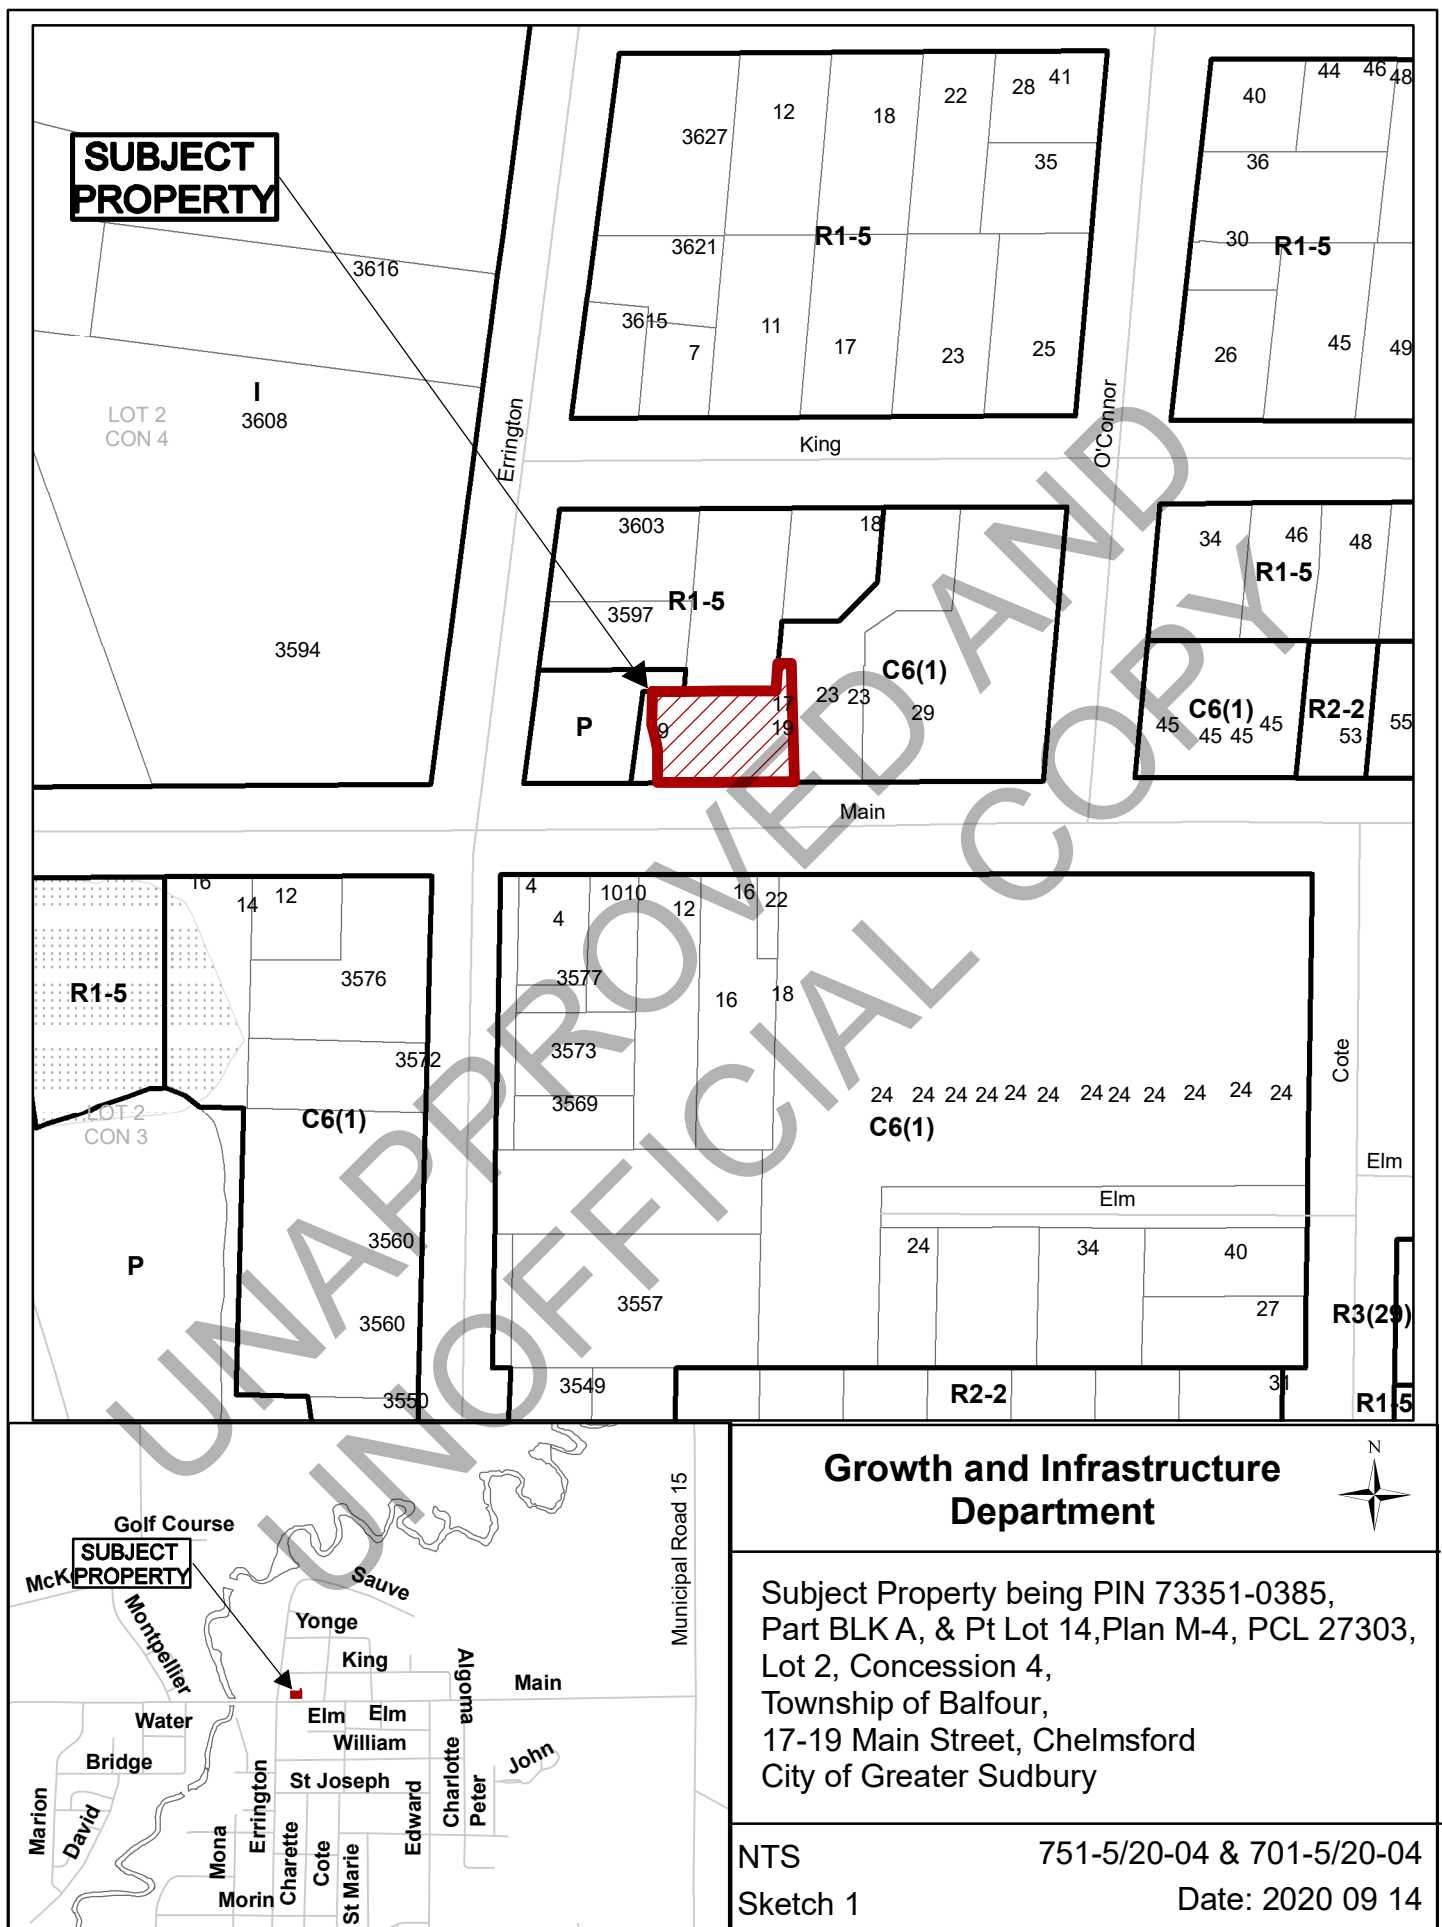 SUBJECT
PROPERTY
3616
I
3608
LOT 2
CON 4
3594
Errington
3627
12
18
22
28
41
35
R1-5
3621
3615
7
11
17
23
25
King
O'Connor
40
44
46
48
36
30
R1-5
26
45
49
3603
18
R1-5
3597
P
9
17
19
23
23
C6(1)
29
34
46
48
R1-5
C6(1)
45
45
45
45
R2-2
53
55
Main
16
14
12
R1-5
3576
3572
LOT 2
CON 3
C6(1)
P
3560
3560
3550
4
4
1010
12
16
22
3577
16
18
3573
3569
24 24 24 24 24 24 24 24 24 24 24 24
C6(1)
Cote
Elm
Elm
24
34
40
27
3557
R3(29)
3549
R2-2
31
R1-5
UNAPPROVED AND
UNOFFICIAL COPY
Golf Course
SUBJECT
PROPERTY
Montpellier
Sauve
Yonge
King
Algoma
Main
Municipal Road 15
Water
Elm
Elm
William
Bridge
St Joseph
John
Marion
David
Mona
Errington
Charette
Cote
St Marie
Edward
Charlotte
Peter
Morin
Growth and Infrastructure
Department
N
Subject Property being PIN 73351-0385,
Part BLK A, & Pt Lot 14,Plan M-4, PCL 27303,
Lot 2, Concession 4,
Township of Balfour,
17-19 Main Street, Chelmsford
City of Greater Sudbury
NTS
751-5/20-04 & 701-5/20-04
Sketch 1
Date: 2020 09 14